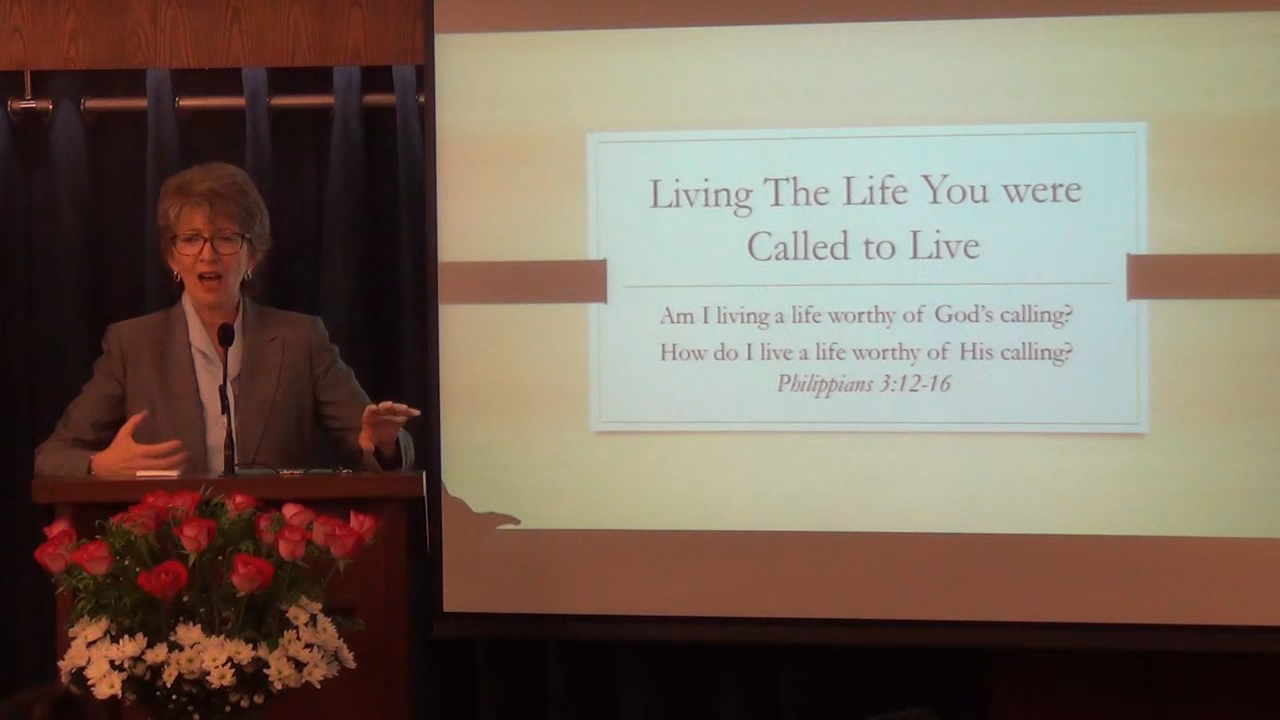 Living The Life You were
Called to Live
Am I living a life worthy of God's calling?
How do I live a life worthy of His calling?
Philippians 3:12-16